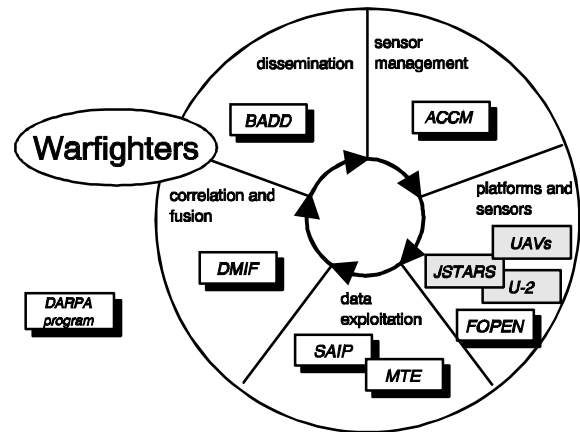 dissemination
BADD
sensor
management
ACCM
Warfighters
correlation and
fusion
DMIF
platforms and
sensors
UAVs
JSTARS
U-2
FOPEN
data
exploitation
SAIP
MTE
DARPA
program